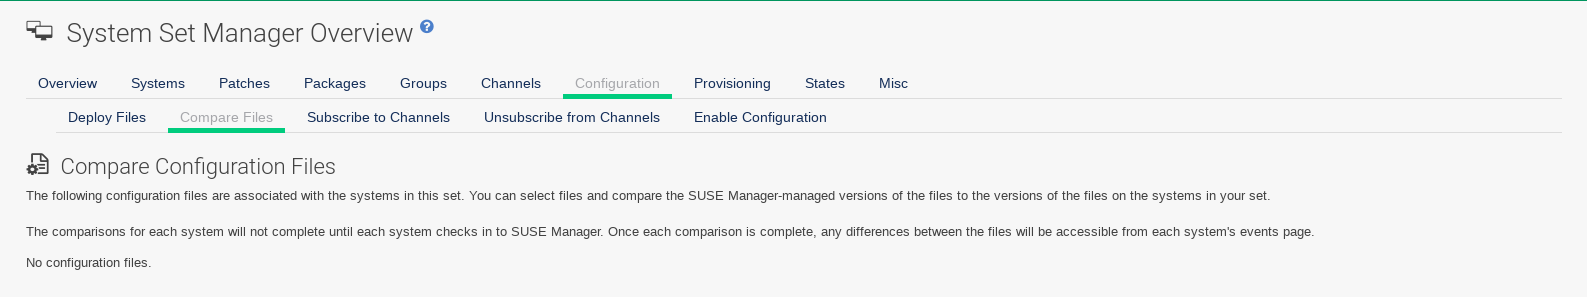 System Set Manager Overview ?
Overview Systems Patches Packages Groups Channels Configuration Provisioning States Misc
Deploy Files Compare Files Subscribe to Channels Unsubscribe from Channels Enable Configuration
Compare Configuration Files
The following configuration files are associated with the systems in this set. You can select files and compare the SUSE Manager-managed versions of the files to the versions of the files on the systems in your set.
The comparisons for each system will not complete until each system checks in to SUSE Manager. Once each comparison is complete, any differences between the files will be accessible from each system's events page.
No configuration files.